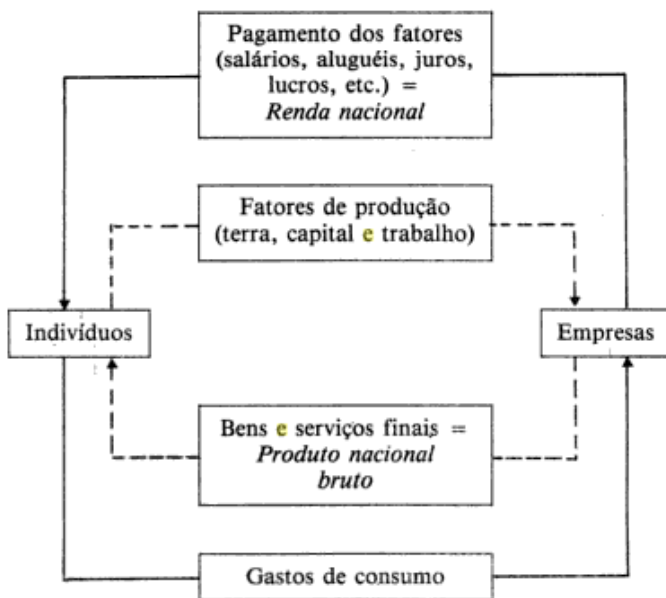 Pagamento dos fatores
(salários, aluguéis, juros,
lucros, etc.) =
Renda nacional
Fatores de produção
(terra, capital e trabalho)
Indivíduos
Empresas
Bens e serviços finais =
Produto nacional
bruto
Gastos de consumo